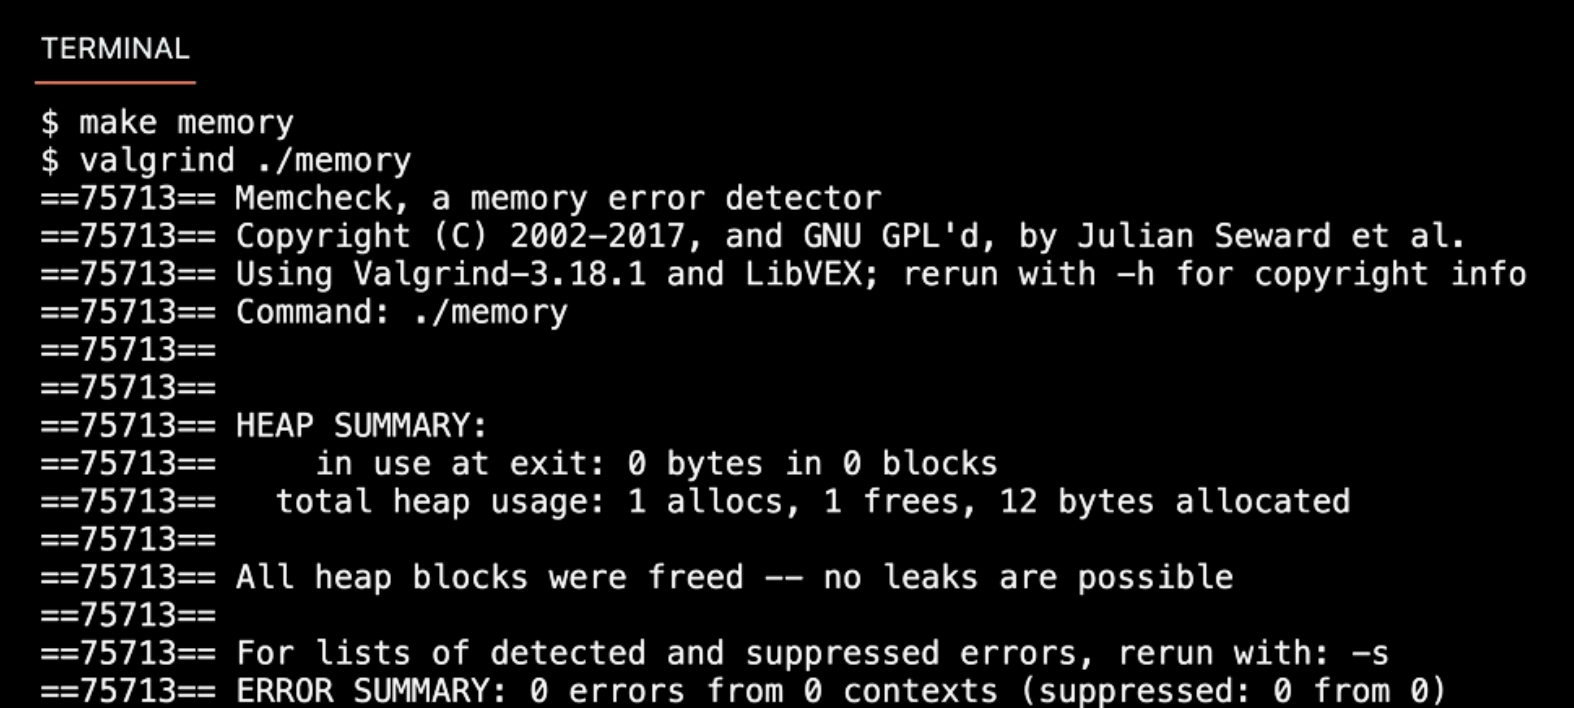 TERMINAL
$ make memory
$ valgrind ./memory
==75713== Memcheck, a memory error detector
==75713== Copyright (C) 2002-2017, and GNU GPL'd, by Julian Seward et al.
==75713== Using Valgrind-3.18.1 and LibVEX; rerun with -h for copyright info
==75713== Command: ./memory
==75713==
==75713==
==75713== HEAP SUMMARY:
==75713==     in use at exit: 0 bytes in 0 blocks
==75713==   total heap usage: 1 allocs, 1 frees, 12 bytes allocated
==75713==
==75713== All heap blocks were freed -- no leaks are possible
==75713==
==75713== For lists of detected and suppressed errors, rerun with: -s
==75713== ERROR SUMMARY: 0 errors from 0 contexts (suppressed: 0 from 0)